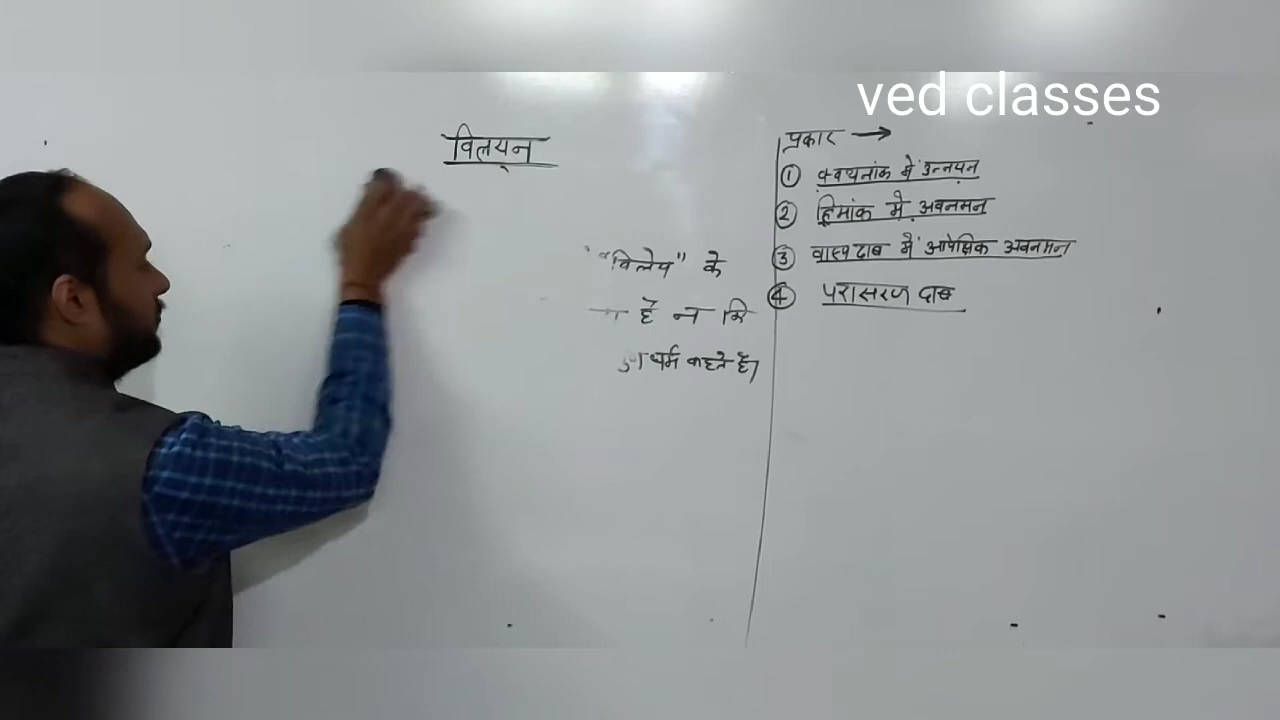 ved classes
विलयन
"विलेय" के
है न कि
धर्म कहते है।
प्रकार →
① क्वथनांक में उन्नयन
② हिमांक में अवनमन
③ वाष्प दाब में आपेक्षिक अवनमन
④ परासरण दाब